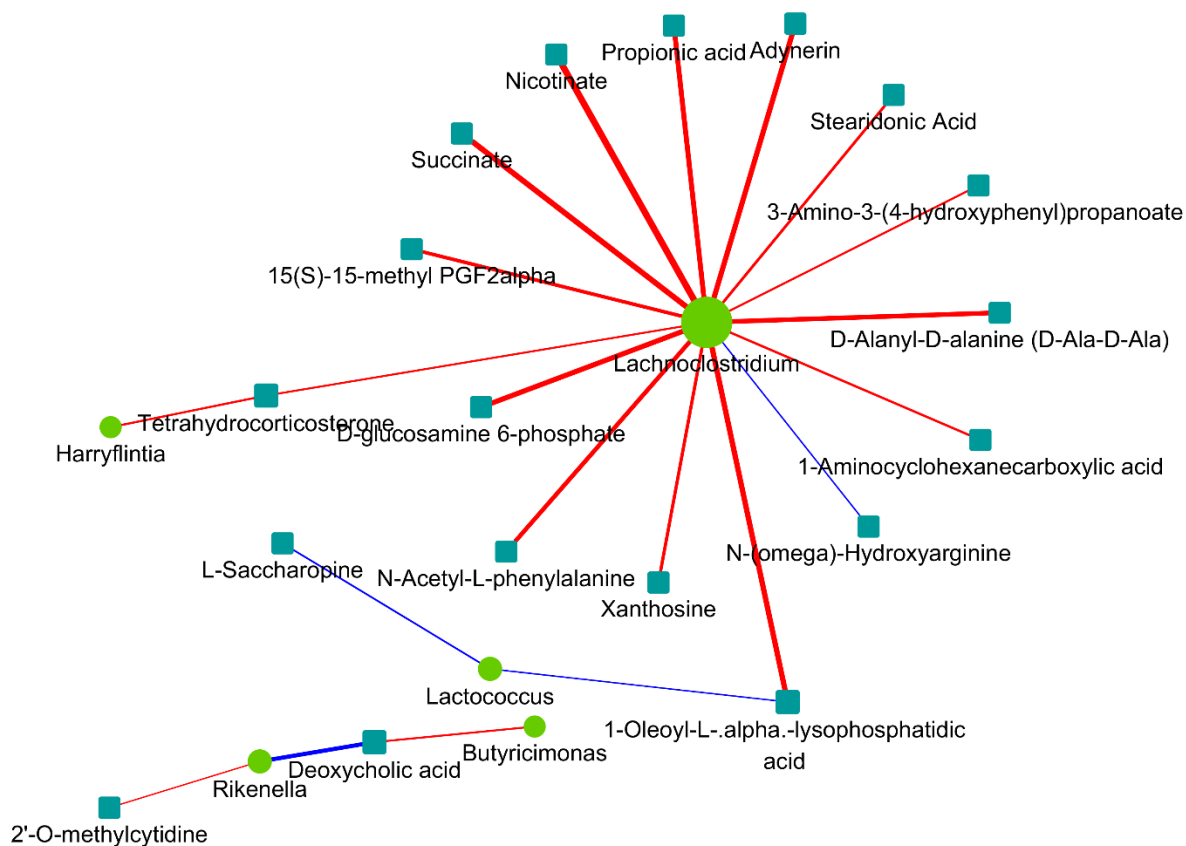 Propionic acid
Adynerin
Nicotinate
Stearidonic Acid
Succinate
3-Amino-3-(4-hydroxyphenyl)propanoate
15(S)-15-methyl PGF2alpha
D-Alanyl-D-alanine (D-Ala-D-Ala)
Lachnoclostridium
Tetrahydrocorticosterone
D-glucosamine 6-phosphate
Harryflintia
1-Aminocyclohexanecarboxylic acid
N-(omega)-Hydroxyarginine
L-Saccharopine
N-Acetyl-L-phenylalanine
Xanthosine
Lactococcus
1-Oleoyl-L-.alpha.-lysophosphatidic
acid
Butyricimonas
Deoxycholic acid
Rikenella
2'-O-methylcytidine